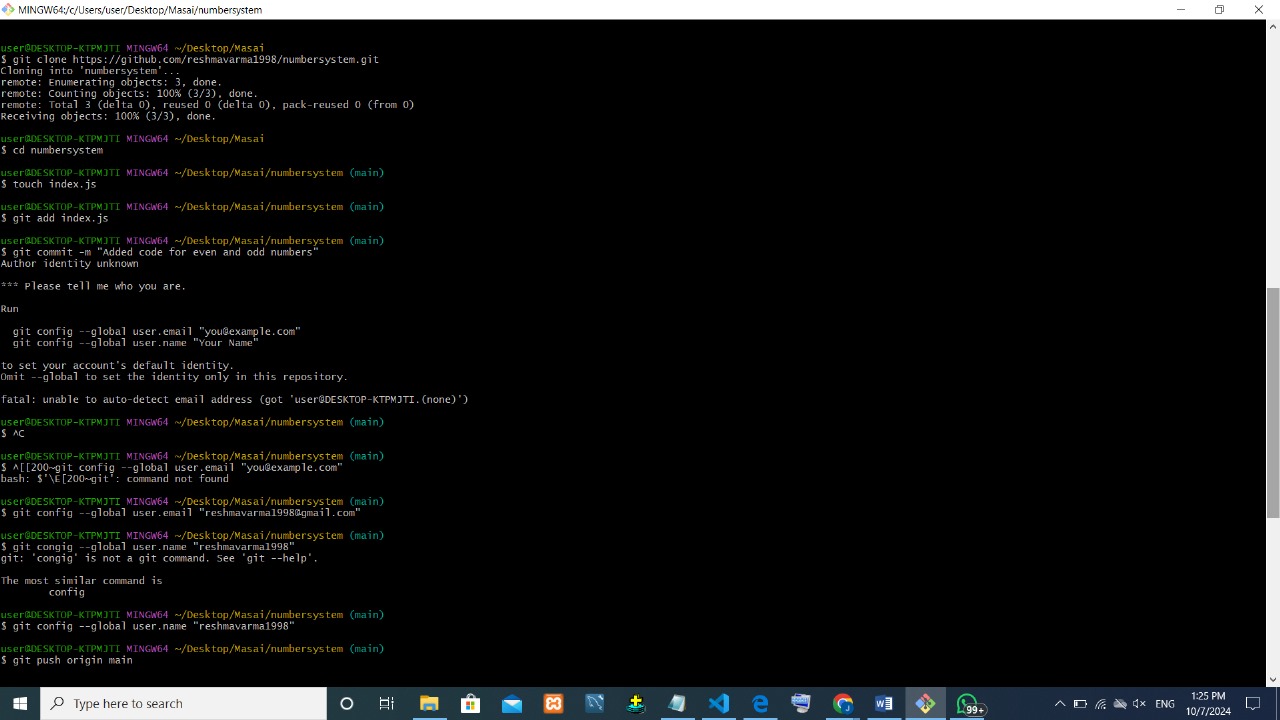 MINGW64:/c/Users/user/Desktop/Masai/numbersystem
user@DESKTOP-KTPMJTI MINGW64 ~/Desktop/Masai
$ git clone https://github.com/reshmavarma1998/numbersystem.git
Cloning into 'numbersystem'...
remote: Enumerating objects: 3, done.
remote: Counting objects: 100% (3/3), done.
remote: Total 3 (delta 0), reused 0 (delta 0), pack-reused 0 (from 0)
Receiving objects: 100% (3/3), done.
user@DESKTOP-KTPMJTI MINGW64 ~/Desktop/Masai
$ cd numbersystem
user@DESKTOP-KTPMJTI MINGW64 ~/Desktop/Masai/numbersystem (main)
$ touch index.js
user@DESKTOP-KTPMJTI MINGW64 ~/Desktop/Masai/numbersystem (main)
$ git add index.js
user@DESKTOP-KTPMJTI MINGW64 ~/Desktop/Masai/numbersystem (main)
$ git commit -m "Added code for even and odd numbers"
Author identity unknown
*** Please tell me who you are.
Run
git config --global user.email "you@example.com"
git config --global user.name "Your Name"
to set your account's default identity.
Omit --global to set the identity only in this repository.
fatal: unable to auto-detect email address (got 'user@DESKTOP-KTPMJTI.(none)')
user@DESKTOP-KTPMJTI MINGW64 ~/Desktop/Masai/numbersystem (main)
$ ^C
user@DESKTOP-KTPMJTI MINGW64 ~/Desktop/Masai/numbersystem (main)
$ ^[[200~git config --global user.email "you@example.com"
bash: $'\E[200~git': command not found
user@DESKTOP-KTPMJTI MINGW64 ~/Desktop/Masai/numbersystem (main)
$ git config --global user.email "reshmavarma1998@gmail.com"
user@DESKTOP-KTPMJTI MINGW64 ~/Desktop/Masai/numbersystem (main)
$ git congig --global user.name "reshmavarma1998"
git: 'congig' is not a git command. See 'git --help'.
The most similar command is
config
user@DESKTOP-KTPMJTI MINGW64 ~/Desktop/Masai/numbersystem (main)
$ git config --global user.name "reshmavarma1998"
user@DESKTOP-KTPMJTI MINGW64 ~/Desktop/Masai/numbersystem (main)
$ git push origin main
Type here to search
99+
ENG
1:25 PM
10/7/2024